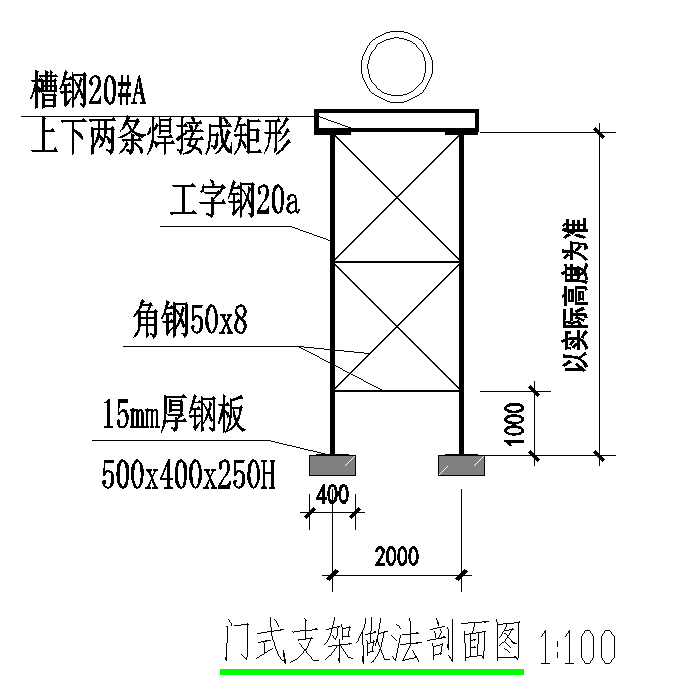 槽钢20#A
上下两条焊接成矩形
工字钢20a
以实际高度为准
角钢50x8
15mm厚钢板
1000
500x400x250H
400
2000
门式支架做法剖面图 1:100